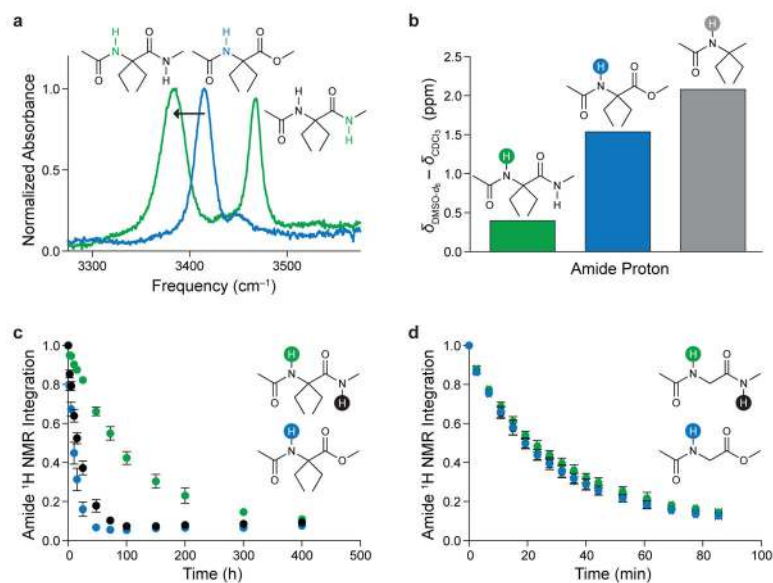 a
H
N
O
O
N
H
H
N
O
O
O
H
N
O
O
N
H
Normalized Absorbance
1.0
0.5
0.0
3300
3400
3500
Frequency (cm⁻¹)
b
δDMSO-d₆ – δCDCl₃ (ppm)
2.5
2.0
1.5
1.0
0.5
0.0
H
N
O
O
N
H
H
N
O
O
O
H
N
O
Amide Proton
c
Amide ¹H NMR Integration
1.0
0.8
0.6
0.4
0.2
0.0
0
100
200
300
400
500
Time (h)
H
N
O
O
N
H
H
N
O
O
O
d
Amide ¹H NMR Integration
1.0
0.8
0.6
0.4
0.2
0.0
0
20
40
60
80
100
Time (min)
H
N
O
O
N
H
H
N
O
O
O